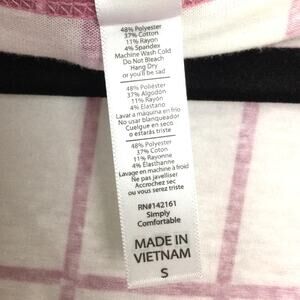 48% Polyester
37% Cotton
11% Rayon
4% Spandex
Machine Wash Cold
Do Not Bleach
Hang Dry
or you'll be sad
48% Poliéster
37% Algodón
11% Rayón
4% Elastano
Lavar a máquina en frío
No usar blanqueador
Cuelgue en seco
o estarás triste
48% Polyester
37% Coton
11% Rayonne
4% Elasthanne
Lavage en machine à froid
Ne pas javelliser
Accrochez sec
ou vous serez triste
RN#142161
Simply
Comfortable
MADE IN
VIETNAM
S